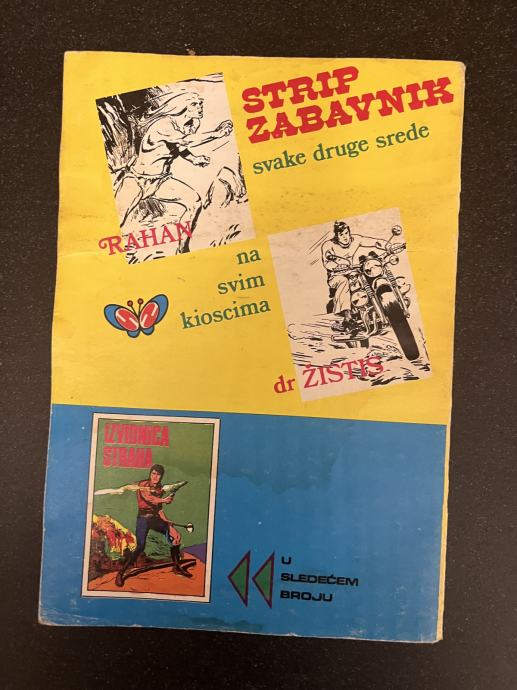 STRIP
ZABAVNIK
svake druge srede
RAHAN
na
svim
kioscima
dr ŽISTIS
IZVIDNICA
STRAHA
U
SLEDEĆEM
BROJU